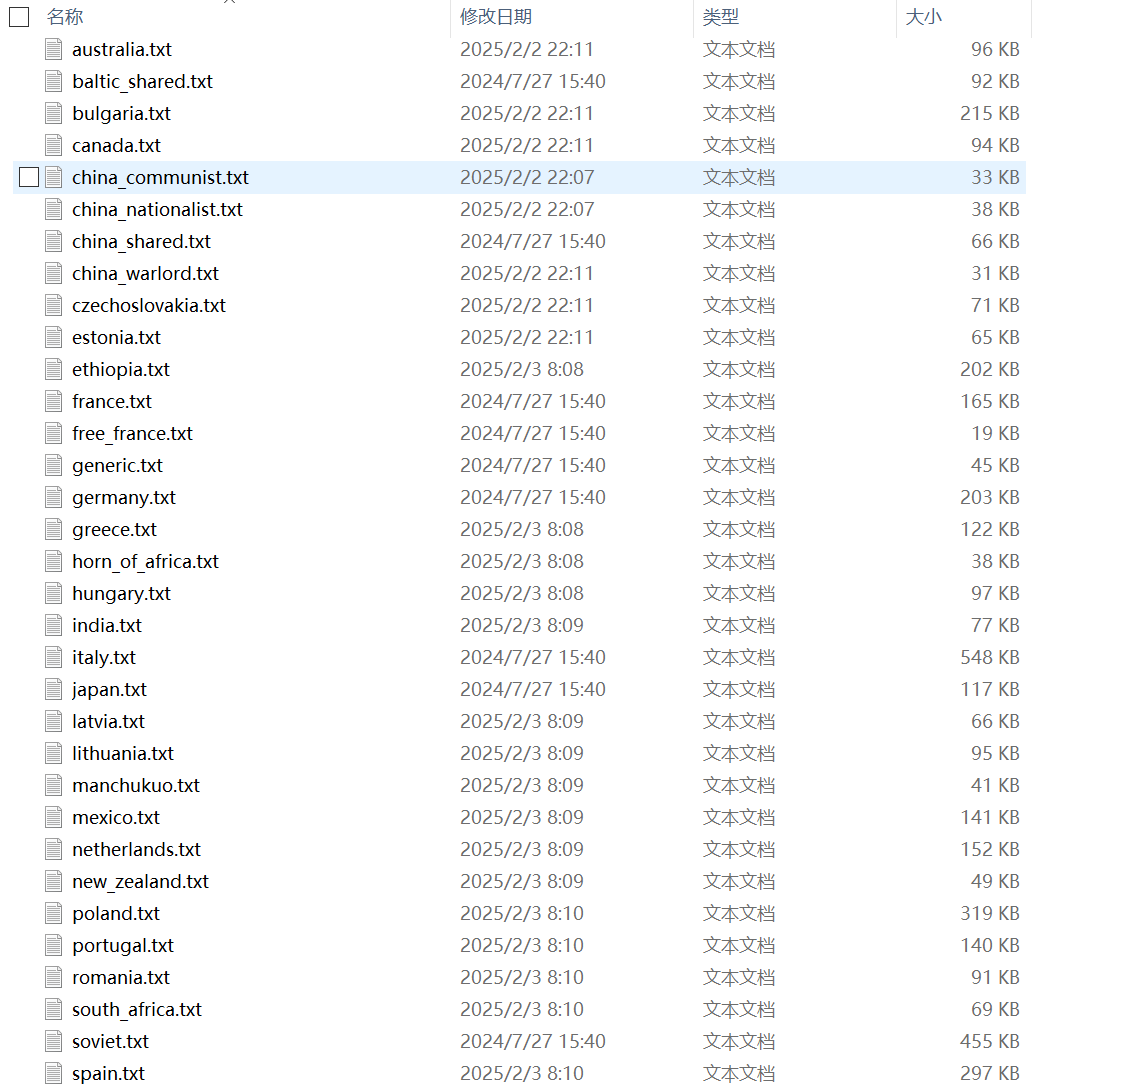 名称 修改日期 类型 大小
australia.txt 2025/2/2 22:11 文本文档 96 KB
baltic_shared.txt 2024/7/27 15:40 文本文档 92 KB
bulgaria.txt 2025/2/2 22:11 文本文档 215 KB
canada.txt 2025/2/2 22:11 文本文档 94 KB
china_communist.txt 2025/2/2 22:07 文本文档 33 KB
china_nationalist.txt 2025/2/2 22:07 文本文档 38 KB
china_shared.txt 2024/7/27 15:40 文本文档 66 KB
china_warlord.txt 2025/2/2 22:11 文本文档 31 KB
czechoslovakia.txt 2025/2/2 22:11 文本文档 71 KB
estonia.txt 2025/2/2 22:11 文本文档 65 KB
ethiopia.txt 2025/2/3 8:08 文本文档 202 KB
france.txt 2024/7/27 15:40 文本文档 165 KB
free_france.txt 2024/7/27 15:40 文本文档 19 KB
generic.txt 2024/7/27 15:40 文本文档 45 KB
germany.txt 2024/7/27 15:40 文本文档 203 KB
greece.txt 2025/2/3 8:08 文本文档 122 KB
horn_of_africa.txt 2025/2/3 8:08 文本文档 38 KB
hungary.txt 2025/2/3 8:08 文本文档 97 KB
india.txt 2025/2/3 8:09 文本文档 77 KB
italy.txt 2024/7/27 15:40 文本文档 548 KB
japan.txt 2024/7/27 15:40 文本文档 117 KB
latvia.txt 2025/2/3 8:09 文本文档 66 KB
lithuania.txt 2025/2/3 8:09 文本文档 95 KB
manchukuo.txt 2025/2/3 8:09 文本文档 41 KB
mexico.txt 2025/2/3 8:09 文本文档 141 KB
netherlands.txt 2025/2/3 8:09 文本文档 152 KB
new_zealand.txt 2025/2/3 8:09 文本文档 49 KB
poland.txt 2025/2/3 8:10 文本文档 319 KB
portugal.txt 2025/2/3 8:10 文本文档 140 KB
romania.txt 2025/2/3 8:10 文本文档 91 KB
south_africa.txt 2025/2/3 8:10 文本文档 69 KB
soviet.txt 2024/7/27 15:40 文本文档 455 KB
spain.txt 2025/2/3 8:10 文本文档 297 KB